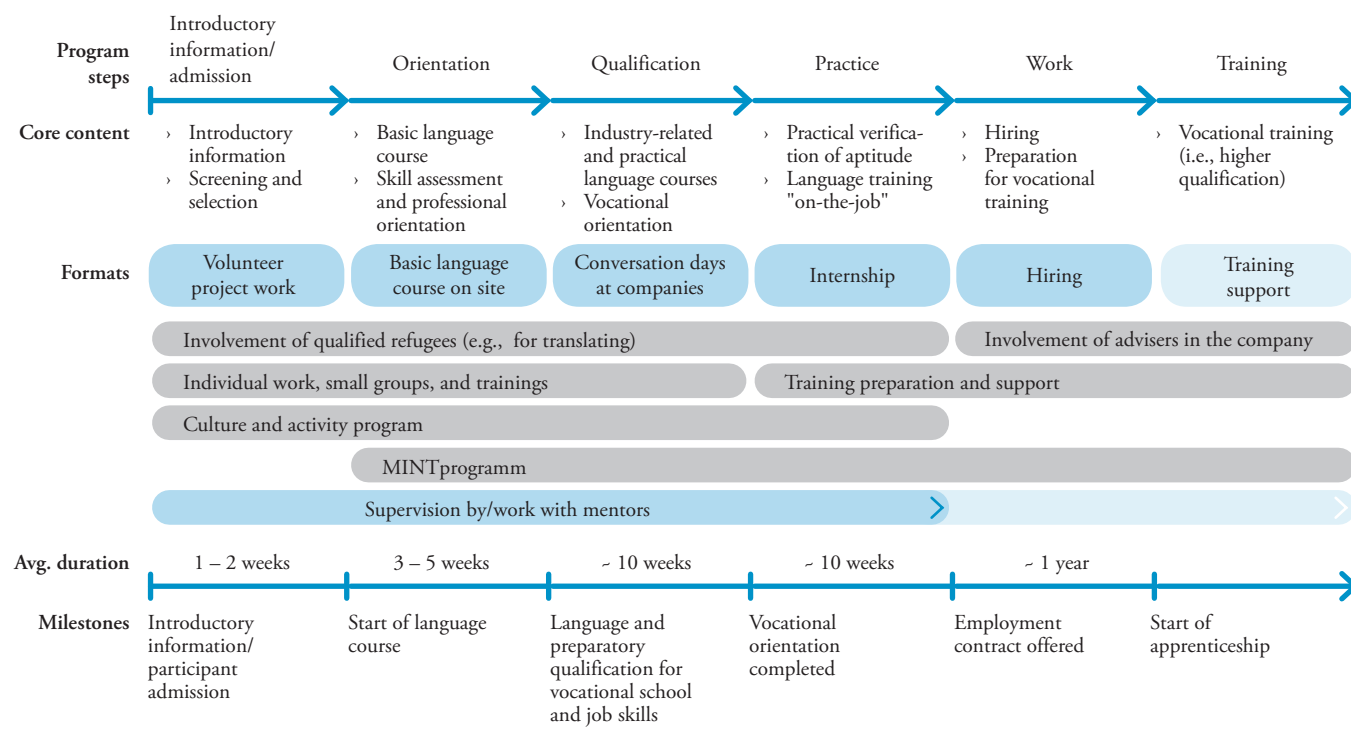 Program
steps
Introductory
information/
admission
Orientation
Qualification
Practice
Work
Training
Core content
› Introductory
information
› Screening and
selection
› Basic language
course
› Skill assessment
and professional
orientation
› Industry-related
and practical
language courses
› Vocational
orientation
› Practical verifica-
tion of aptitude
› Language training
"on-the-job"
› Hiring
› Preparation
for vocational
training
› Vocational training
(i.e., higher
qualification)
Formats
Volunteer
project work
Basic language
course on site
Conversation days
at companies
Internship
Hiring
Training
support
Involvement of qualified refugees (e.g., for translating)
Involvement of advisers in the company
Individual work, small groups, and trainings
Training preparation and support
Culture and activity program
MINTprogramm
Supervision by/work with mentors
Avg. duration
1 – 2 weeks
3 – 5 weeks
~ 10 weeks
~ 10 weeks
~ 1 year
Milestones
Introductory
information/
participant
admission
Start of language
course
Language and
preparatory
qualification for
vocational school
and job skills
Vocational
orientation
completed
Employment
contract offered
Start of
apprenticeship